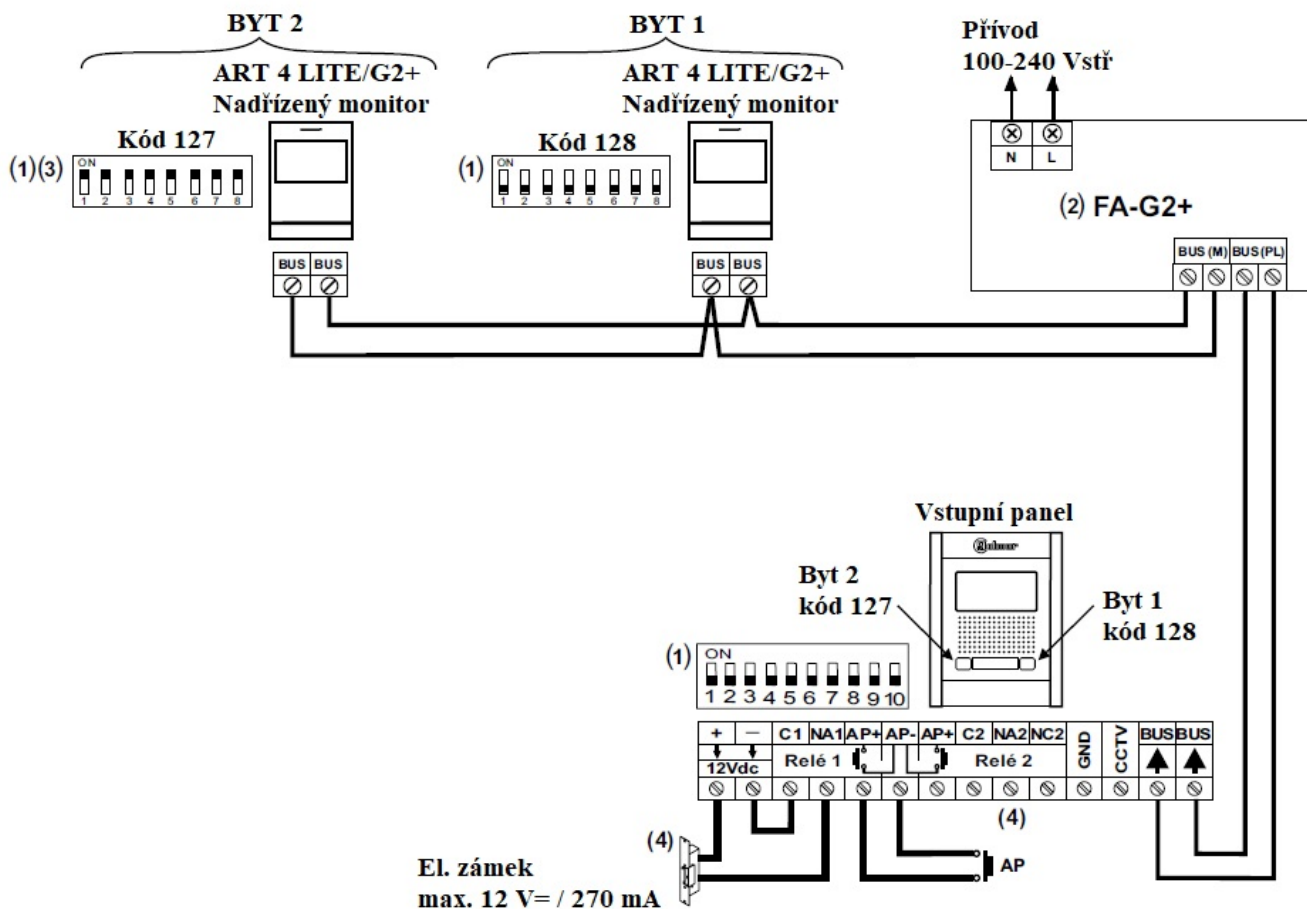 BYT 2
BYT 1
Přívod
100-240 Vstř
ART 4 LITE/G2+
Nadřízený monitor
ART 4 LITE/G2+
Nadřízený monitor
Kód 127
Kód 128
(1)(3)
ON
1 2 3 4 5 6 7 8
(1)
ON
1 2 3 4 5 6 7 8
N L
(2) FA-G2+
BUS (M) BUS (PL)
BUS BUS
BUS BUS
Vstupní panel
Golmar
Byt 2
kód 127
Byt 1
kód 128
(1)
ON
1 2 3 4 5 6 7 8 9 10
+ — C1 NA1 AP+ AP- AP+ C2 NA2 NC2 GND CCTV BUS BUS
12Vdc Relé 1 Relé 2
(4)
(4)
AP
El. zámek
max. 12 V= / 270 mA